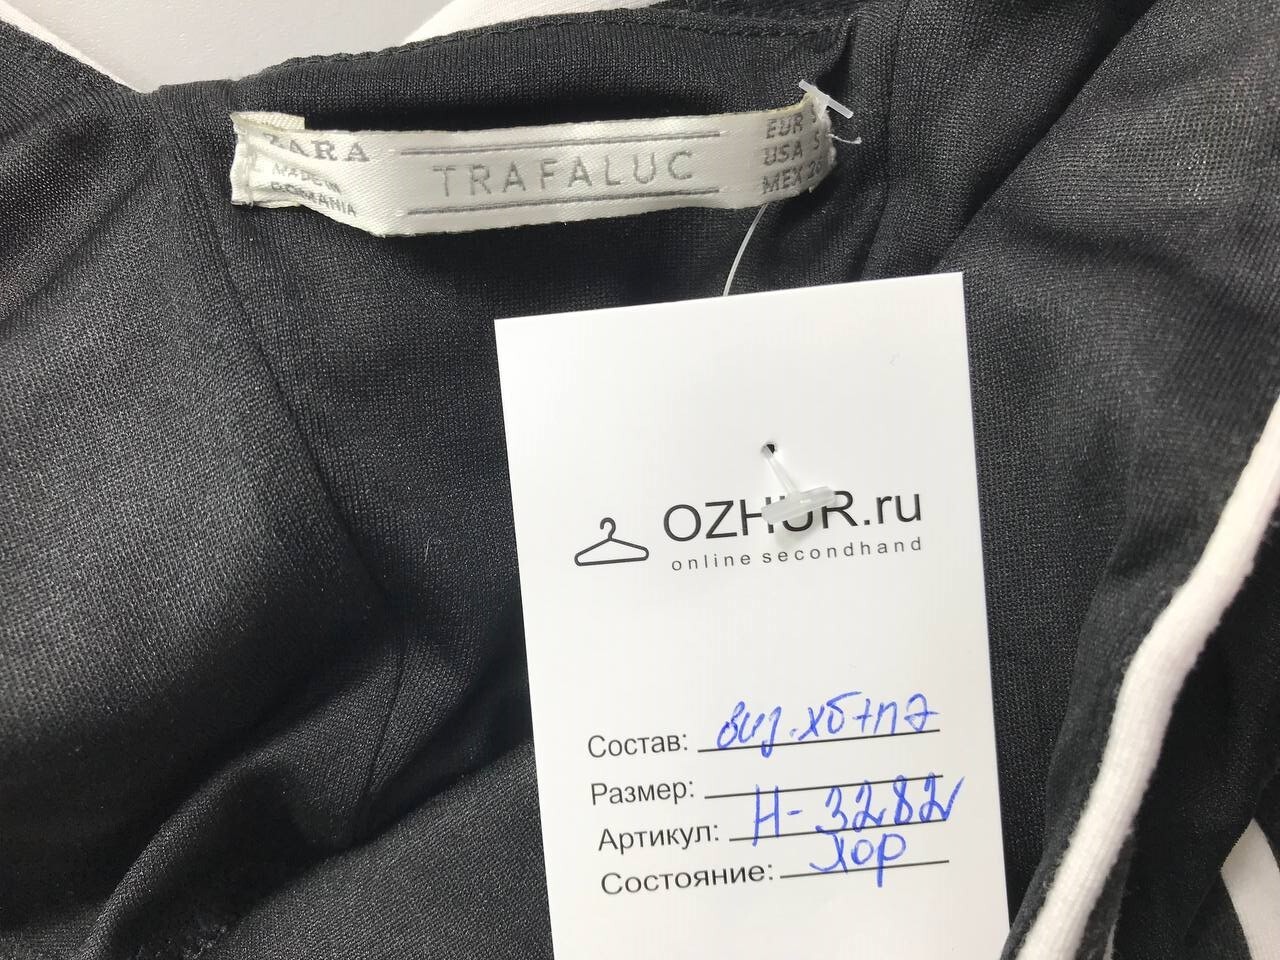 ZARA
MADE IN
ROMANIA
TRAFALUC
EUR S
USA S
MEX 26
OZHUR.ru
online secondhand
Состав: виз. хб+пэ
Размер:
Артикул: Н-3282
Состояние: хор